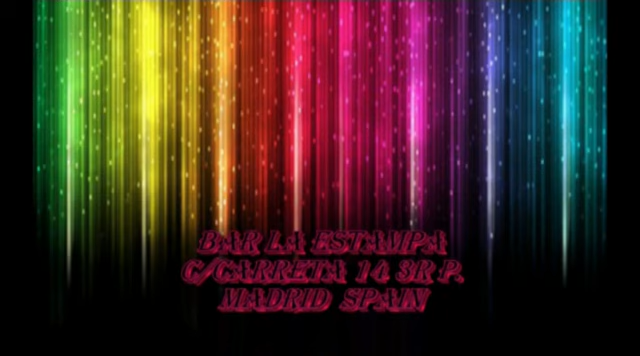 BAR LA ESTAMPA
C/CARRETA 14 3R P.
MADRID SPAIN